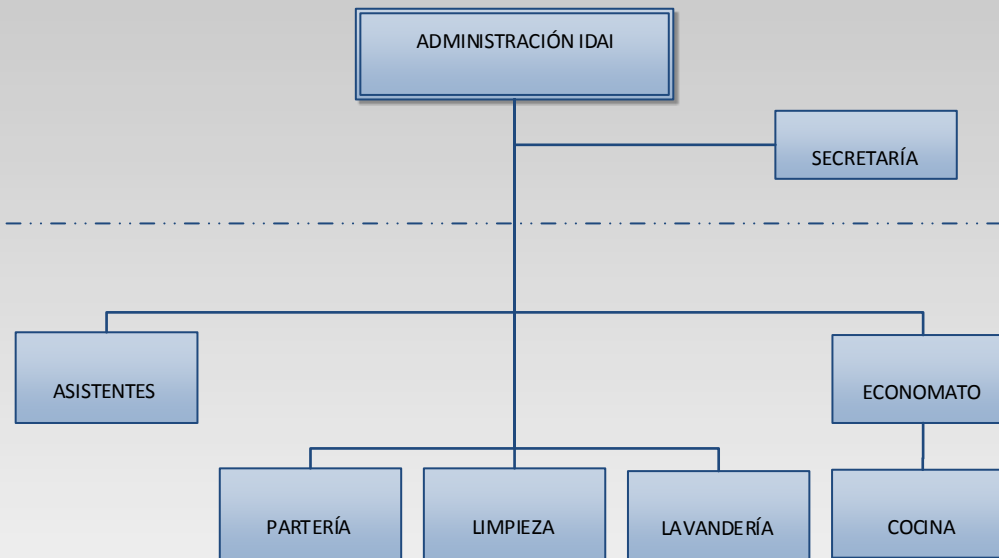 ADMINISTRACIÓN IDAI
SECRETARÍA
ASISTENTES
ECONOMATO
PARTERÍA
LIMPIEZA
LAVANDERÍA
COCINA